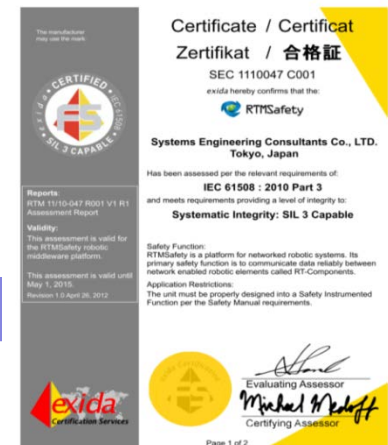 The manufacturer
may use the mark:
CERTIFIED
exida
IEC 61508
FS
SIL 3 CAPABLE
Reports:
RTM 11/10-047 R001 V1 R1
Assessment Report
Validity:
This assessment is valid for
the RTMSafety robotic
middleware platform.
This assessment is valid until
May 1, 2015.
Revision 1.0 April 26, 2012
exida
Certification Services
Certificate / Certificat
Zertifikat / 合格証
SEC 1110047 C001
exida hereby confirms that the:
RTMSafety
Systems Engineering Consultants Co., LTD.
Tokyo, Japan
Has been assessed per the relevant requirements of:
IEC 61508 : 2010 Part 3
and meets requirements providing a level of integrity to:
Systematic Integrity: SIL 3 Capable
Safety Function:
RTMSafety is a platform for networked robotic systems. Its
primary safety function is to communicate data reliably between
network enabled robotic elements called RT-Components.
Application Restrictions:
The unit must be properly designed into a Safety Instrumented
Function per the Safety Manual requirements.
Evaluating Assessor
Michael Medoff
Certifying Assessor
Page 1 of 2